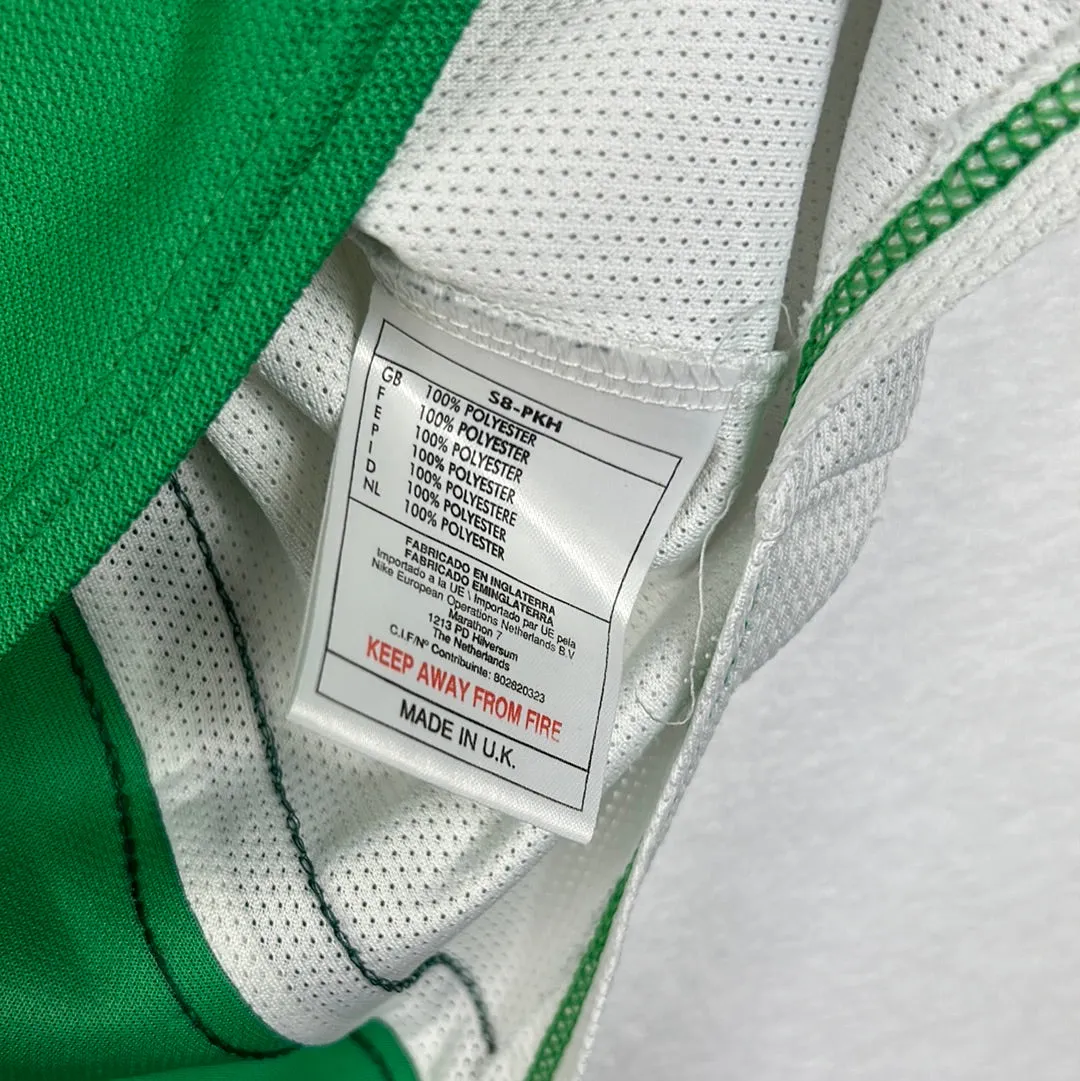 S8-PKH
GB 100% POLYESTER
F 100% POLYESTER
E 100% POLYESTER
P 100% POLYESTER
I 100% POLYESTERE
D 100% POLYESTER
NL 100% POLYESTER
FABRICADO EN INGLATERRA
FABRICADO EMINGLATERRA
Importado a la UE \ Importado par UE pela
Nike European Operations Netherlands B.V
Marathon 7
1213 PD Hilversum
The Netherlands
C.I.F/Nº Contribuinte: 802820323
KEEP AWAY FROM FIRE
MADE IN U.K.